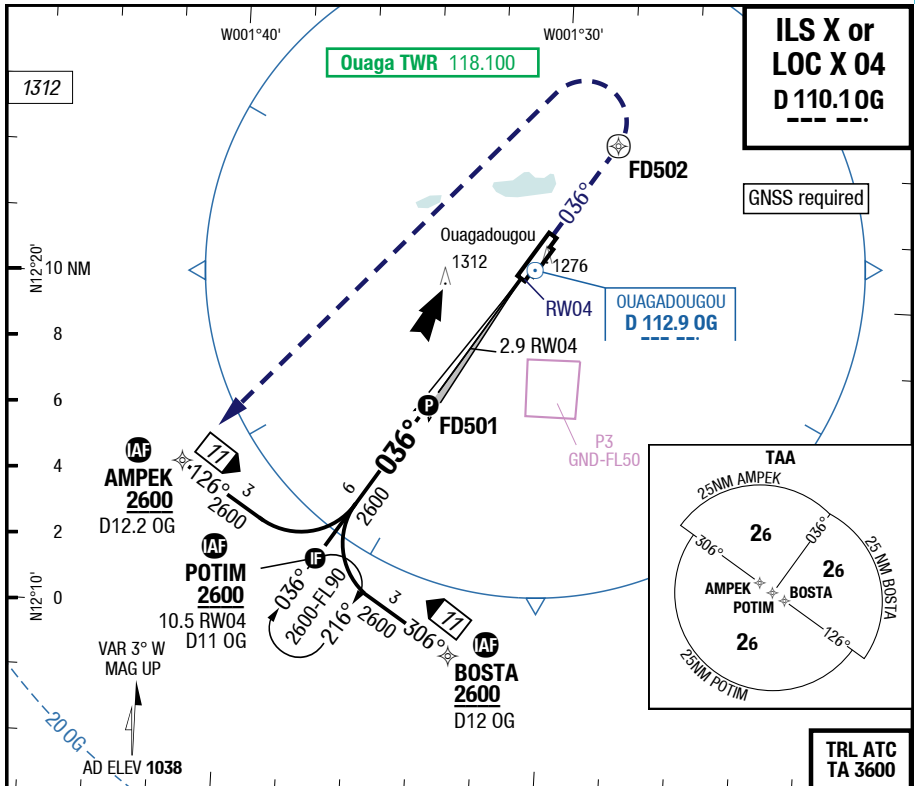 W001°40'
W001°30'
ILS X or
LOC X 04
D 110.1 OG
1312
Ouaga TWR 118.100
FD502
GNSS required
036°
Ouagadougou
1312
1276
N12°20'
10 NM
RW04
OUAGADOUGOU
D 112.9 OG
8
2.9 RW04
6
P
FD501
P3
GND-FL50
036°
IAF
AMPEK
2600
D12.2 OG
11
4
126°
3
2600
6
2600
2
IAF
POTIM
2600
10.5 RW04
D11 OG
IF
N12°10'
0
036°
2600-FL90
216°
3
2600
306°
11
IAF
BOSTA
2600
D12 OG
TAA
25NM AMPEK
26
036°
306°
26
25 NM BOSTA
AMPEK
POTIM
BOSTA
126°
26
25NM POTIM
VAR 3° W
MAG UP
20 OG
AD ELEV 1038
TRL ATC
TA 3600